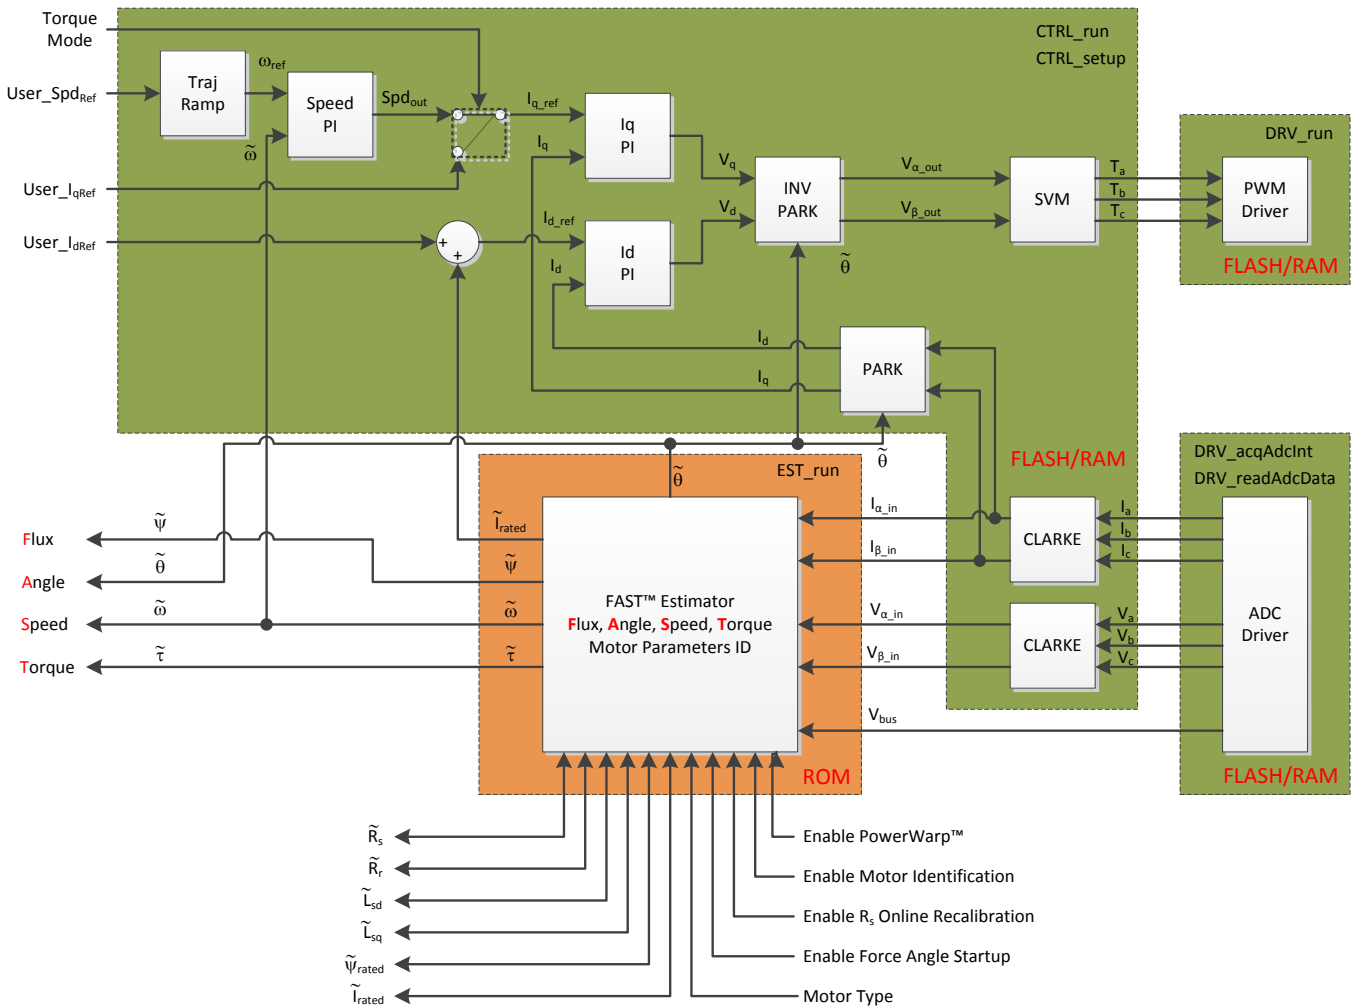 Torque
Mode
CTRL_run
CTRL_setup
User_SpdRef
Traj
Ramp
ωref
Speed
PI
Spdout
Iq_ref
Iq
PI
Iq
ω̃
User_IqRef
Vq
INV
PARK
Vd
Vα_out
Vβ_out
SVM
Ta
Tb
Tc
DRV_run
PWM
Driver
FLASH/RAM
User_IdRef
+
+
Id_ref
Id
PI
Id
θ̃
Id
Iq
PARK
θ̃
θ̃
EST_run
FLASH/RAM
DRV_acqAdcInt
DRV_readAdcData
Ĩrated
ψ̃
ω̃
τ̃
Flux
ψ̃
Angle
θ̃
Speed
ω̃
Torque
τ̃
FAST™ Estimator
Flux, Angle, Speed, Torque
Motor Parameters ID
ROM
Iα_in
Iβ_in
Vα_in
Vβ_in
Vbus
CLARKE
CLARKE
Ia
Ib
Ic
Va
Vb
Vc
ADC
Driver
FLASH/RAM
R̃s
R̃r
L̃sd
L̃sq
ψ̃rated
Ĩrated
Enable PowerWarp™
Enable Motor Identification
Enable Rs Online Recalibration
Enable Force Angle Startup
Motor Type